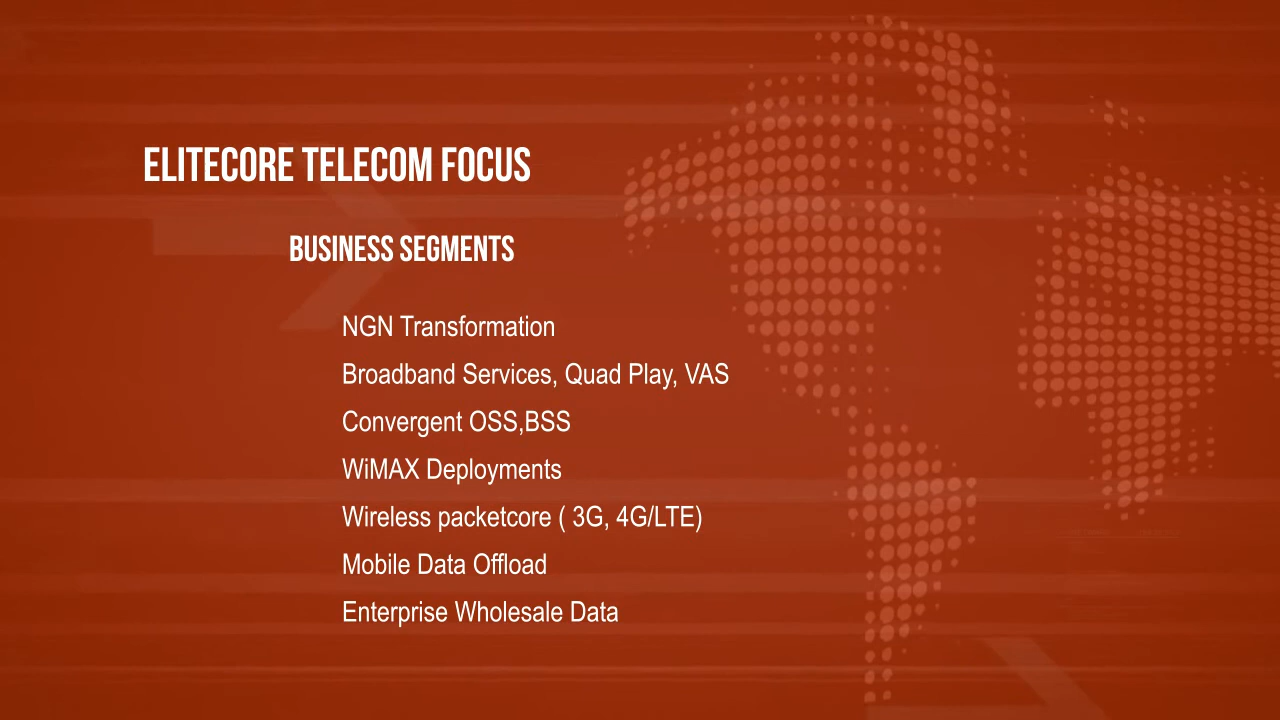 ELITECORE TELECOM FOCUS
BUSINESS SEGMENTS
NGN Transformation
Broadband Services, Quad Play, VAS
Convergent OSS,BSS
WiMAX Deployments
Wireless packetcore ( 3G, 4G/LTE)
Mobile Data Offload
Enterprise Wholesale Data